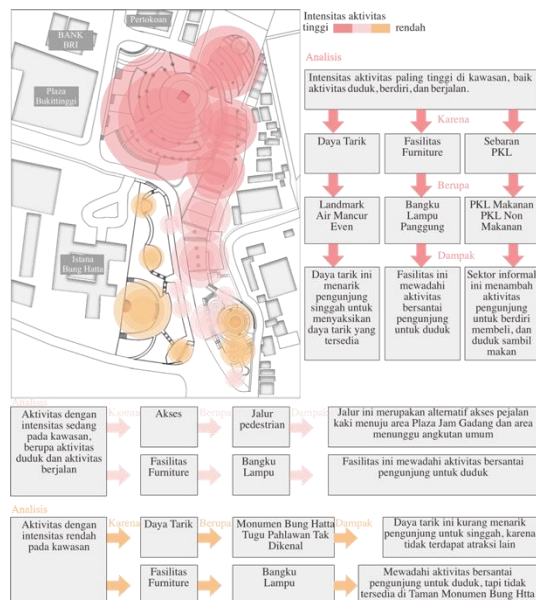 Intensitas aktivitas
tinggi rendah
Pertokoan
BANK
BRI
Plaza
Bukittinggi
Istana
Bung Hatta
Analisis
Intensitas aktivitas paling tinggi di kawasan, baik
aktivitas duduk, berdiri, dan berjalan.
Karena
Daya Tarik
Fasilitas
Furniture
Sebaran
PKL
Berupa
Landmark
Air Mancur
Even
Bangku
Lampu
Panggung
PKL Makanan
PKL Non
Makanan
Dampak
Daya tarik ini
menarik
pengunjung
singgah untuk
menyaksikan
daya tarik yang
tersedia
Fasilitas ini
mewadahi
aktivitas
bersantai
pengunjung
untuk duduk
Sektor informal
ini menambah
aktivitas
pengunjung
untuk berdiri
membeli, dan
duduk sambil
makan
Analisis
Aktivitas dengan
intensitas sedang
pada kawasan,
berupa aktivitas
duduk dan aktivitas
berjalan
Karena
Akses
Berupa
Jalur
pedestrian
Dampak
Jalur ini merupakan alternatif akses pejalan
kaki menuju area Plaza Jam Gadang dan area
menunggu angkutan umum
Fasilitas
Furniture
Bangku
Lampu
Fasilitas ini mewadahi aktivitas bersantai
pengunjung untuk duduk
Analisis
Aktivitas dengan
intensitas rendah
pada kawasan
Karena
Daya Tarik
Berupa
Monumen Bung Hatta
Tugu Pahlawan Tak
Dikenal
Dampak
Daya tarik ini kurang menarik
pengunjung untuk singgah, karena
tidak terdapat atraksi lain
Fasilitas
Furniture
Bangku
Lampu
Mewadahi aktivitas bersantai
pengunjung untuk duduk, tapi tidak
tersedia di Taman Monumen Bung Htta